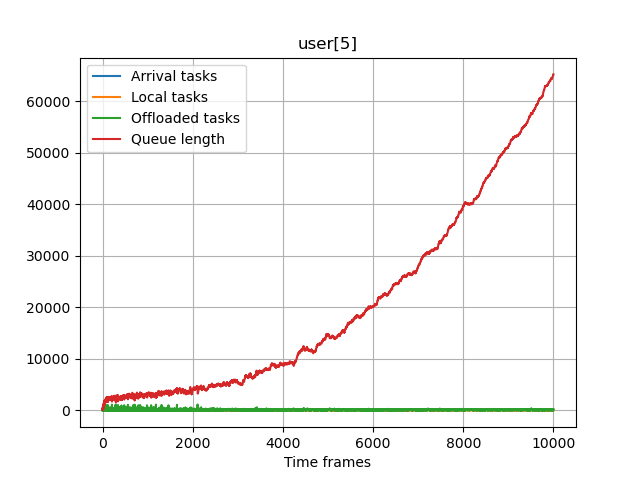 user[5]
Arrival tasks
Local tasks
Offloaded tasks
Queue length
60000
50000
40000
30000
20000
10000
0
0 2000 4000 6000 8000 10000
Time frames